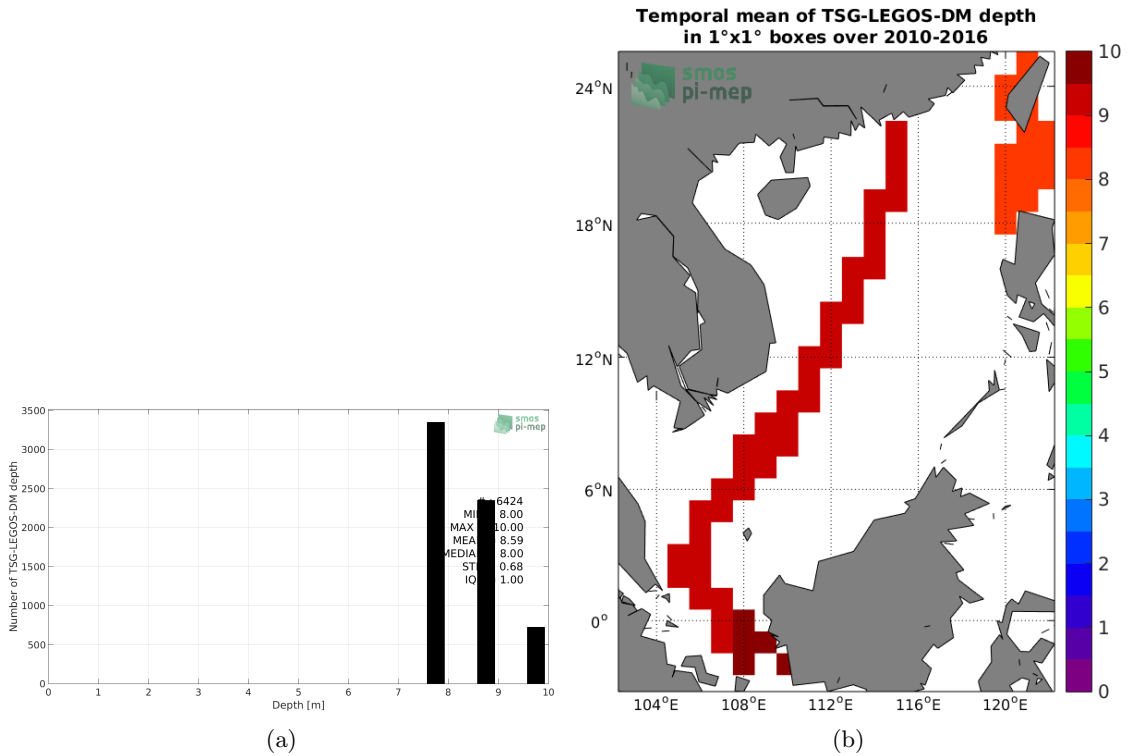 Temporal mean of TSG-LEGOS-DM depth
in 1°x1° boxes over 2010-2016
smos
pi-mep
24°N
18°N
12°N
6°N
0°
104°E
108°E
112°E
116°E
120°E
10
9
8
7
6
5
4
3
2
1
0
smos
pi-mep
3500
3000
2500
2000
1500
1000
500
0
Number of TSG-LEGOS-DM depth
6424
8.00
MAX 10.00
8.59
MEDIAN 8.00
0.68
1.00
0
1
2
3
4
5
6
7
8
9
10
Depth [m]
(a)
(b)